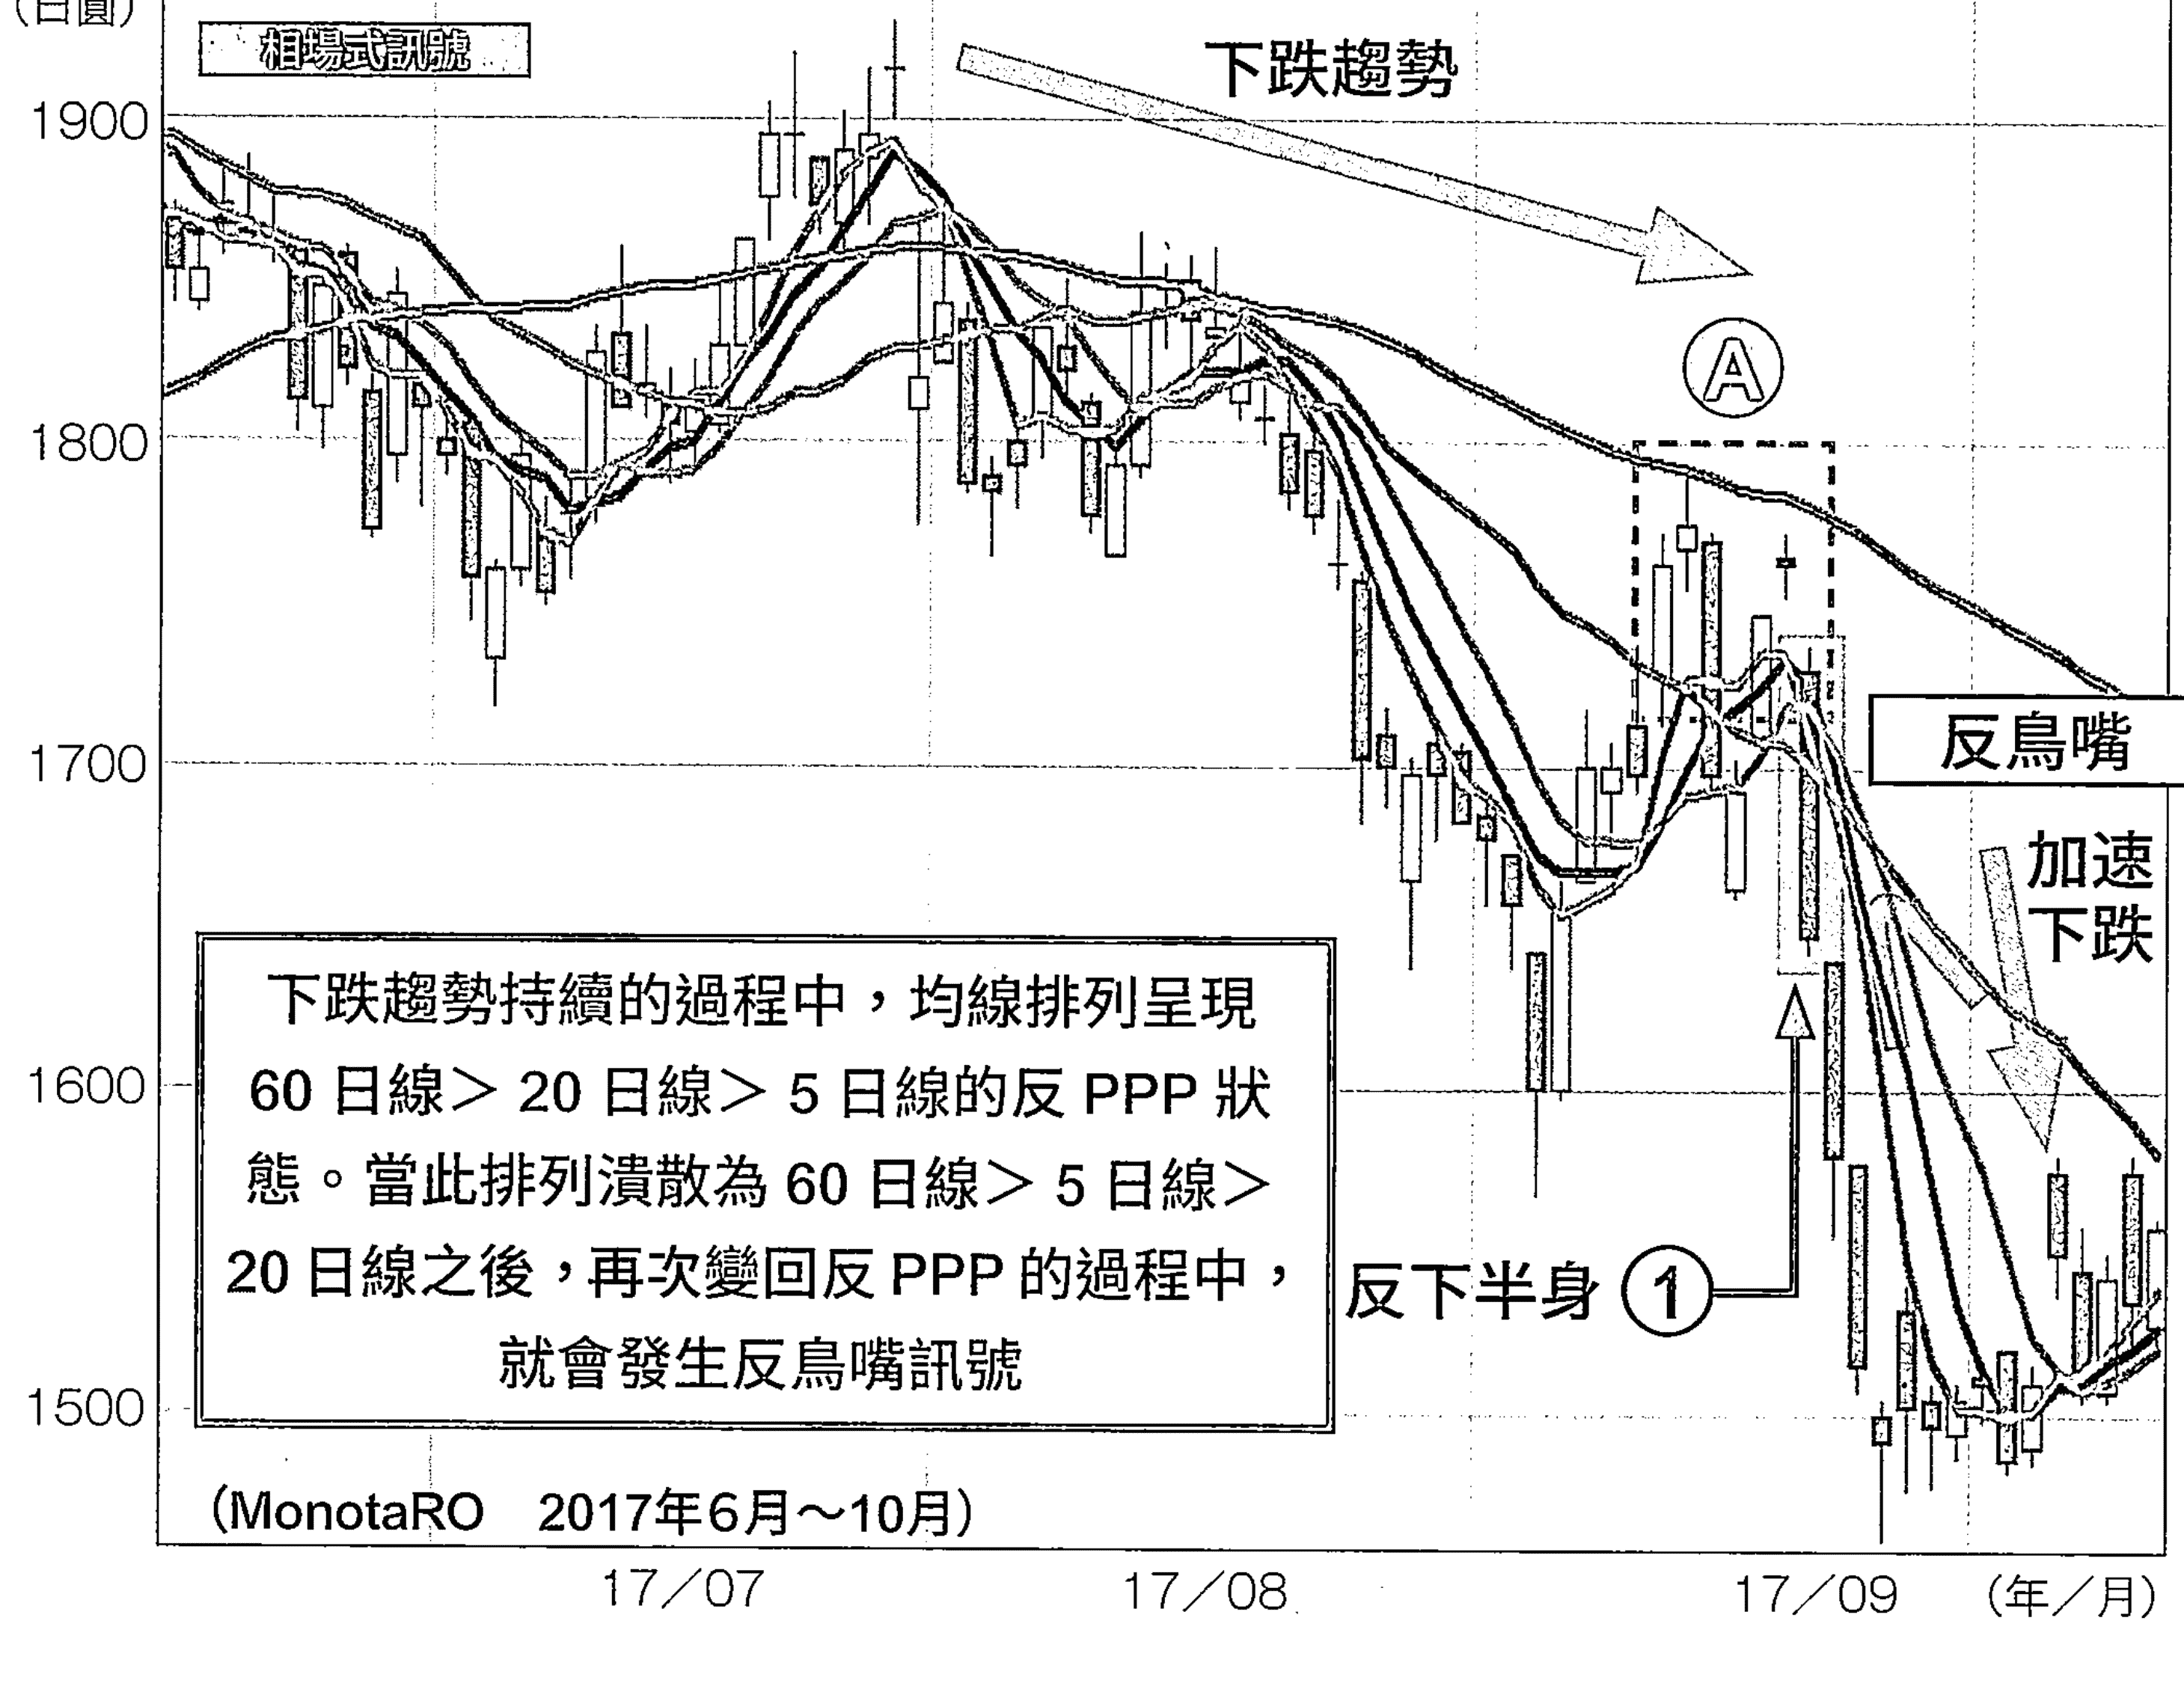 （日圓）
相場式訊號
下跌趨勢
1900
A
1800
1700
反鳥嘴
加速
下跌
1600
下跌趨勢持續的過程中，均線排列呈現
60 日線＞ 20 日線＞ 5 日線的反 PPP 狀
態。當此排列潰散為 60 日線＞ 5 日線＞
20 日線之後，再次變回反 PPP 的過程中，
就會發生反鳥嘴訊號
反下半身 ①
1500
（MonotaRO　2017年6月～10月）
17／07
17／08
17／09
（年／月）